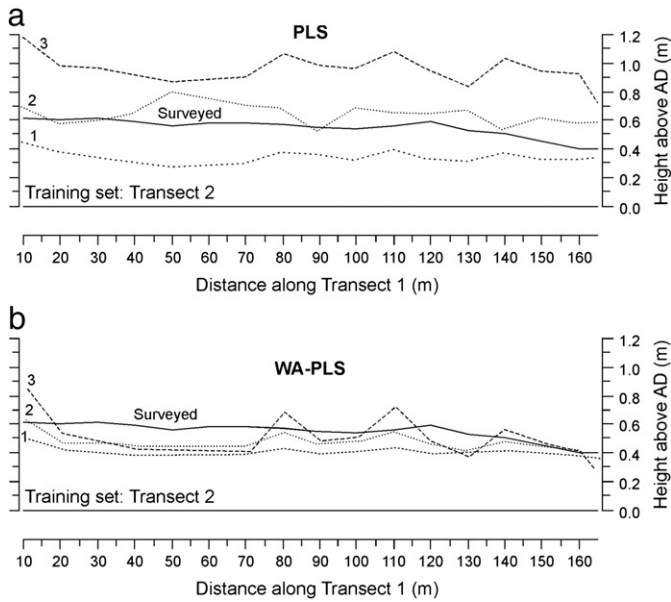 a
PLS
3
2
Surveyed
1
Training set: Transect 2
1.2
1.0
0.8
0.6
0.4
0.2
0.0
Height above AD (m)
10 20 30 40 50 60 70 80 90 100 110 120 130 140 150 160
Distance along Transect 1 (m)
b
WA-PLS
3
2
Surveyed
1
Training set: Transect 2
1.2
1.0
0.8
0.6
0.4
0.2
0.0
Height above AD (m)
10 20 30 40 50 60 70 80 90 100 110 120 130 140 150 160
Distance along Transect 1 (m)